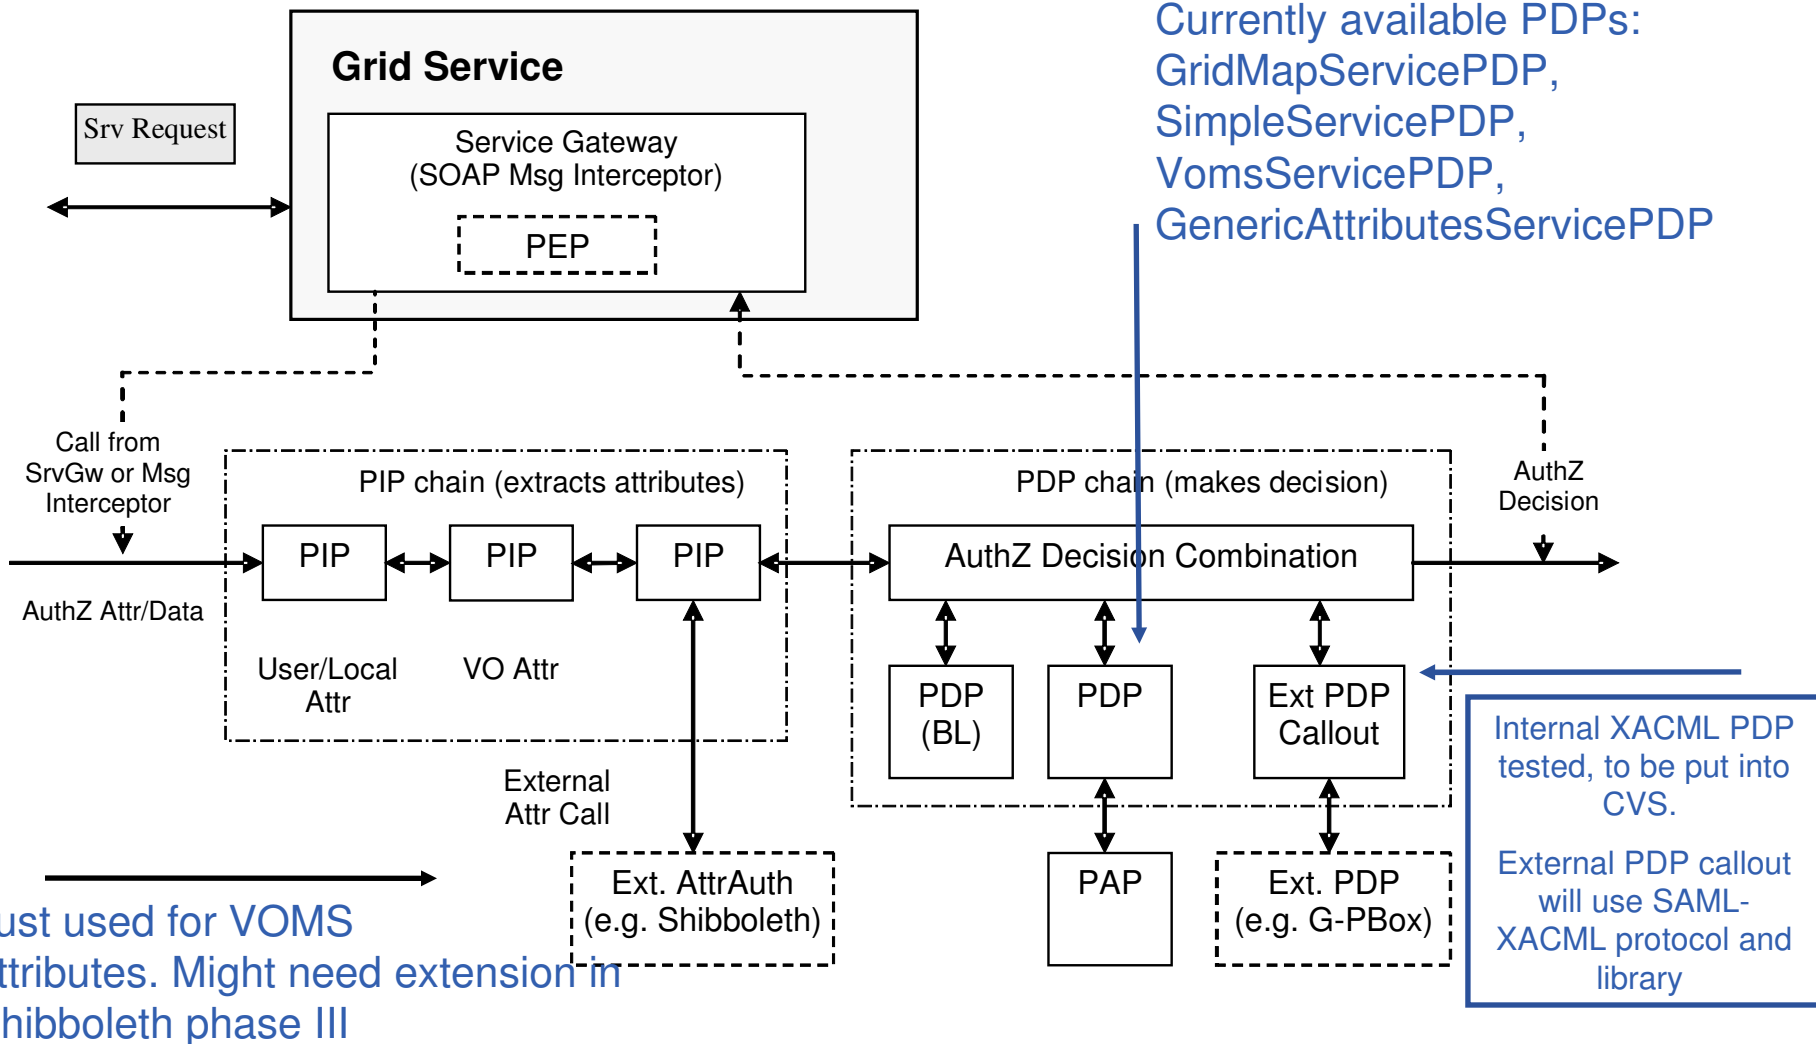 Currently available PDPs:
GridMapServicePDP,
SimpleServicePDP,
VomsServicePDP,
GenericAttributesServicePDP
Grid Service
Srv Request
Service Gateway
(SOAP Msg Interceptor)
PEP
Call from
SrvGw or Msg
Interceptor
PIP chain (extracts attributes)
PDP chain (makes decision)
AuthZ
Decision
PIP
PIP
PIP
AuthZ Decision Combination
AuthZ Attr/Data
User/Local
Attr
VO Attr
PDP
(BL)
PDP
Ext PDP
Callout
Internal XACML PDP
tested, to be put into
CVS.
External PDP callout
will use SAML-
XACML protocol and
library
External
Attr Call
Ext. AttrAuth
(e.g. Shibboleth)
PAP
Ext. PDP
(e.g. G-PBox)
ust used for VOMS
ttributes. Might need extension in
hibboleth phase III